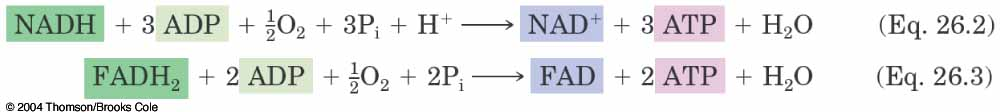 NADH + 3 ADP + ½O₂ + 3Pᵢ + H⁺ ⟶ NAD⁺ + 3 ATP + H₂O (Eq. 26.2)
FADH₂ + 2 ADP + ½O₂ + 2Pᵢ ⟶ FAD + 2 ATP + H₂O (Eq. 26.3)
© 2004 Thomson/Brooks Cole